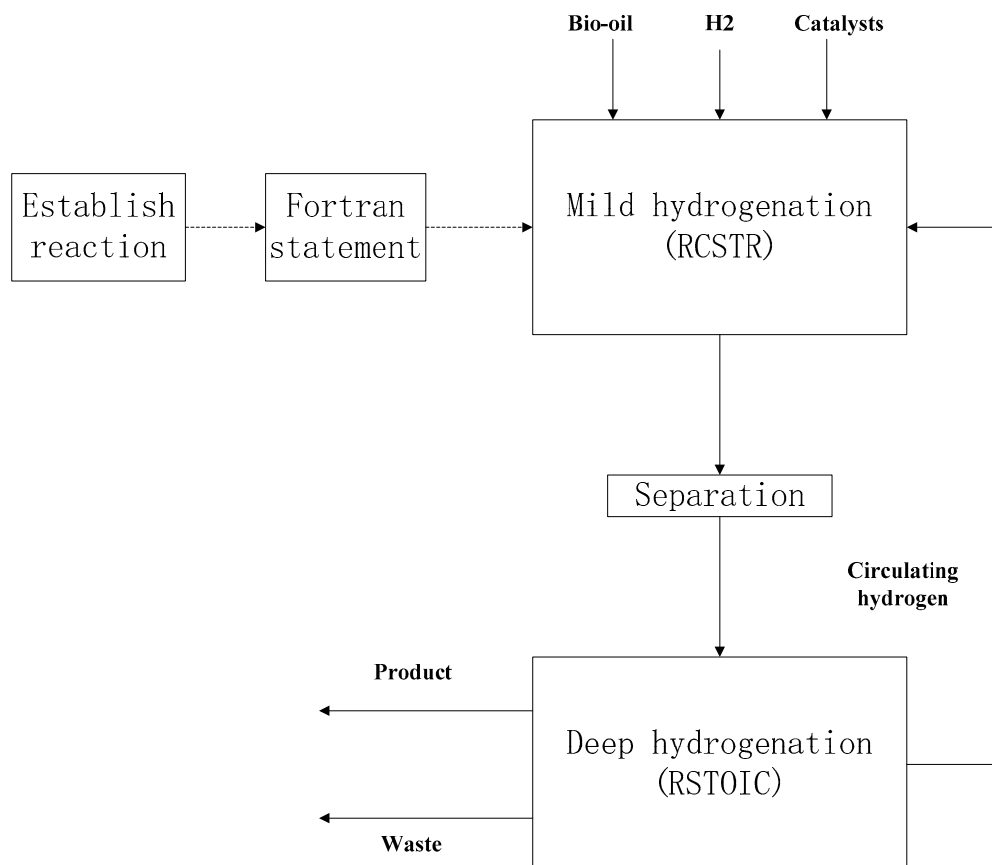 Bio-oil
H2
Catalysts
Establish
reaction
Fortran
statement
Mild hydrogenation
(RCSTR)
Separation
Circulating
hydrogen
Product
Deep hydrogenation
(RSTOIC)
Waste